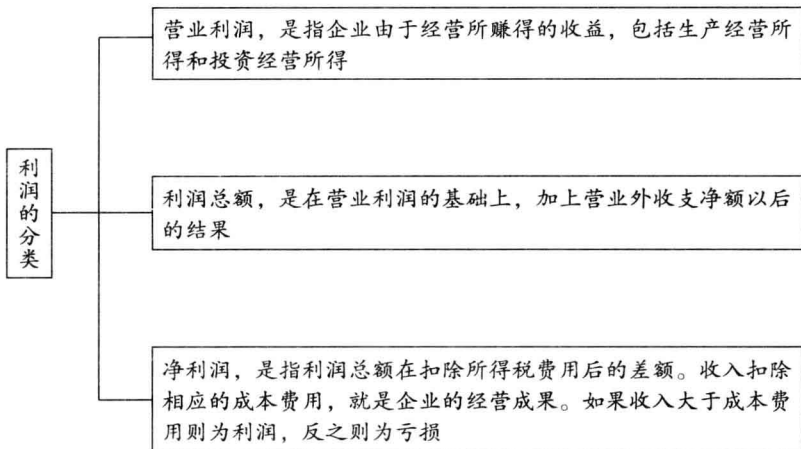 营业利润，是指企业由于经营所赚得的收益，包括生产经营所
得和投资经营所得
利润的分类
利润总额，是在营业利润的基础上，加上营业外收支净额以后
的结果
净利润，是指利润总额在扣除所得税费用后的差额。收入扣除
相应的成本费用，就是企业的经营成果。如果收入大于成本费
用则为利润，反之则为亏损